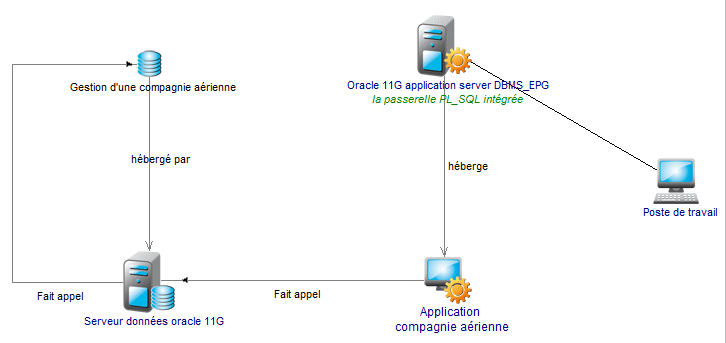 Gestion d'une compagnie aérienne
Oracle 11G application server DBMS_EPG
la passerelle PL_SQL intégrée
hébergé par
héberge
Poste de travail
Fait appel
Fait appel
Serveur données oracle 11G
Application
compagnie aérienne